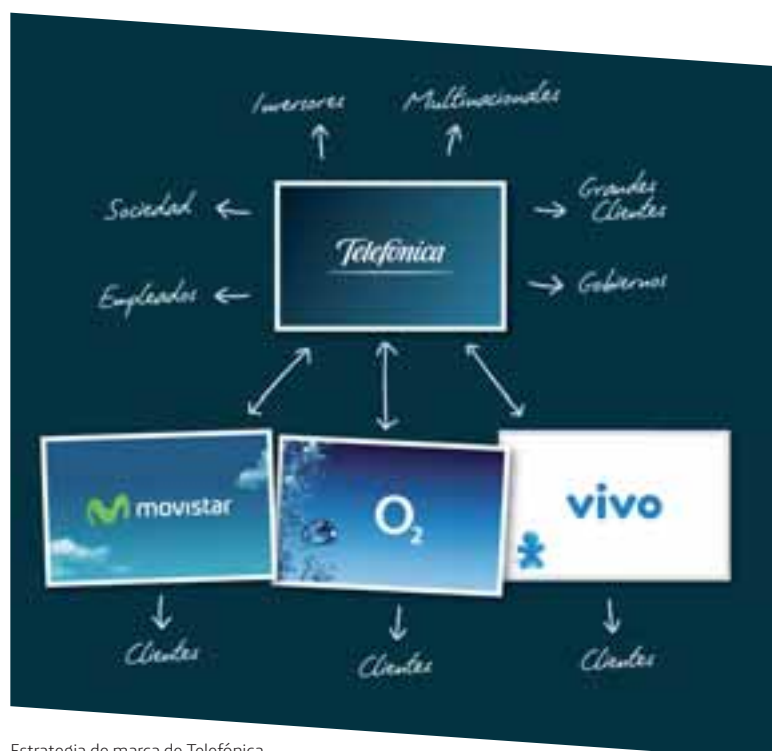 Inversores
Multinacionales
Sociedad
Grandes
Clientes
Telefónica
Empleados
Gobiernos
movistar
O2
vivo
Clientes
Clientes
Clientes
Estrategia de marca de Telefónica